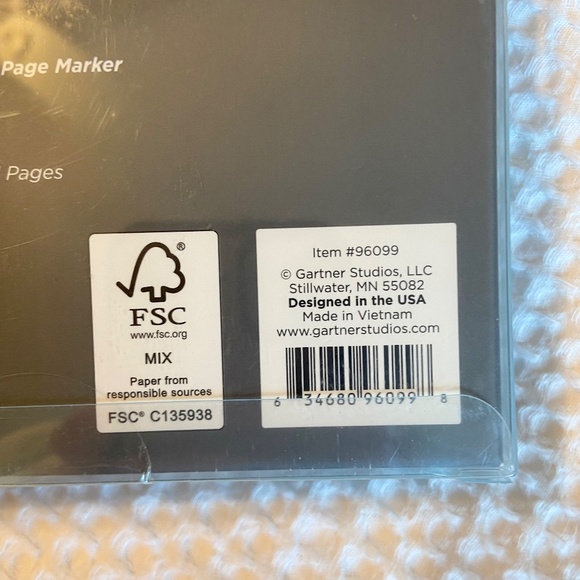 Page Marker
Pages
®
FSC
www.fsc.org
MIX
Paper from
responsible sources
FSC® C135938
Item #96099
© Gartner Studios, LLC
Stillwater, MN 55082
Designed in the USA
Made in Vietnam
www.gartnerstudios.com
6 34680 96099 8